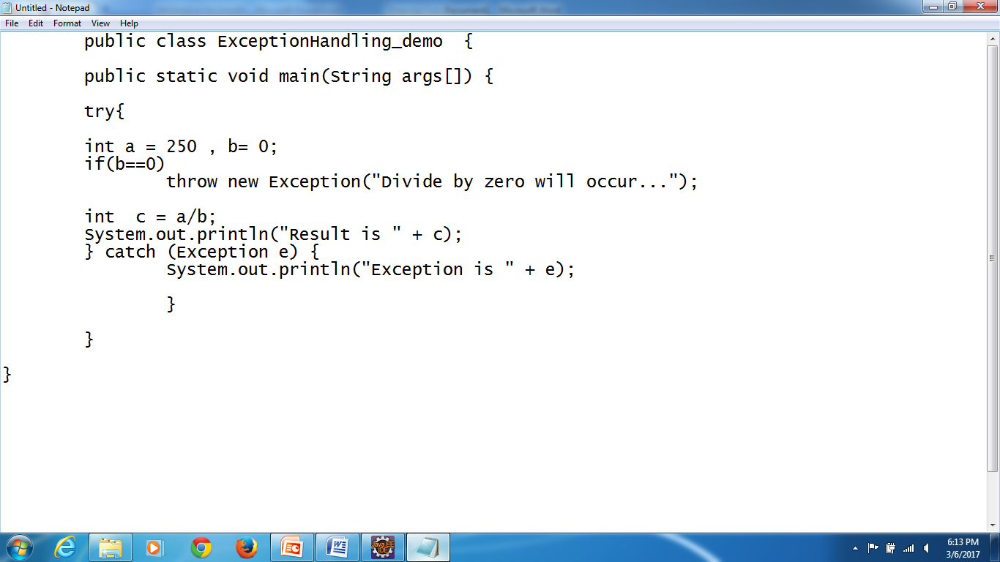 Untitled - Notepad
File Edit Format View Help
public class ExceptionHandling_demo  {
public static void main(String args[]) {
try{
int a = 250 , b= 0;
if(b==0)
throw new Exception("Divide by zero will occur...");
int  c = a/b;
System.out.println("Result is " + c);
} catch (Exception e) {
System.out.println("Exception is " + e);
}
}
}
Java EE
IDE
6:13 PM
3/6/2017